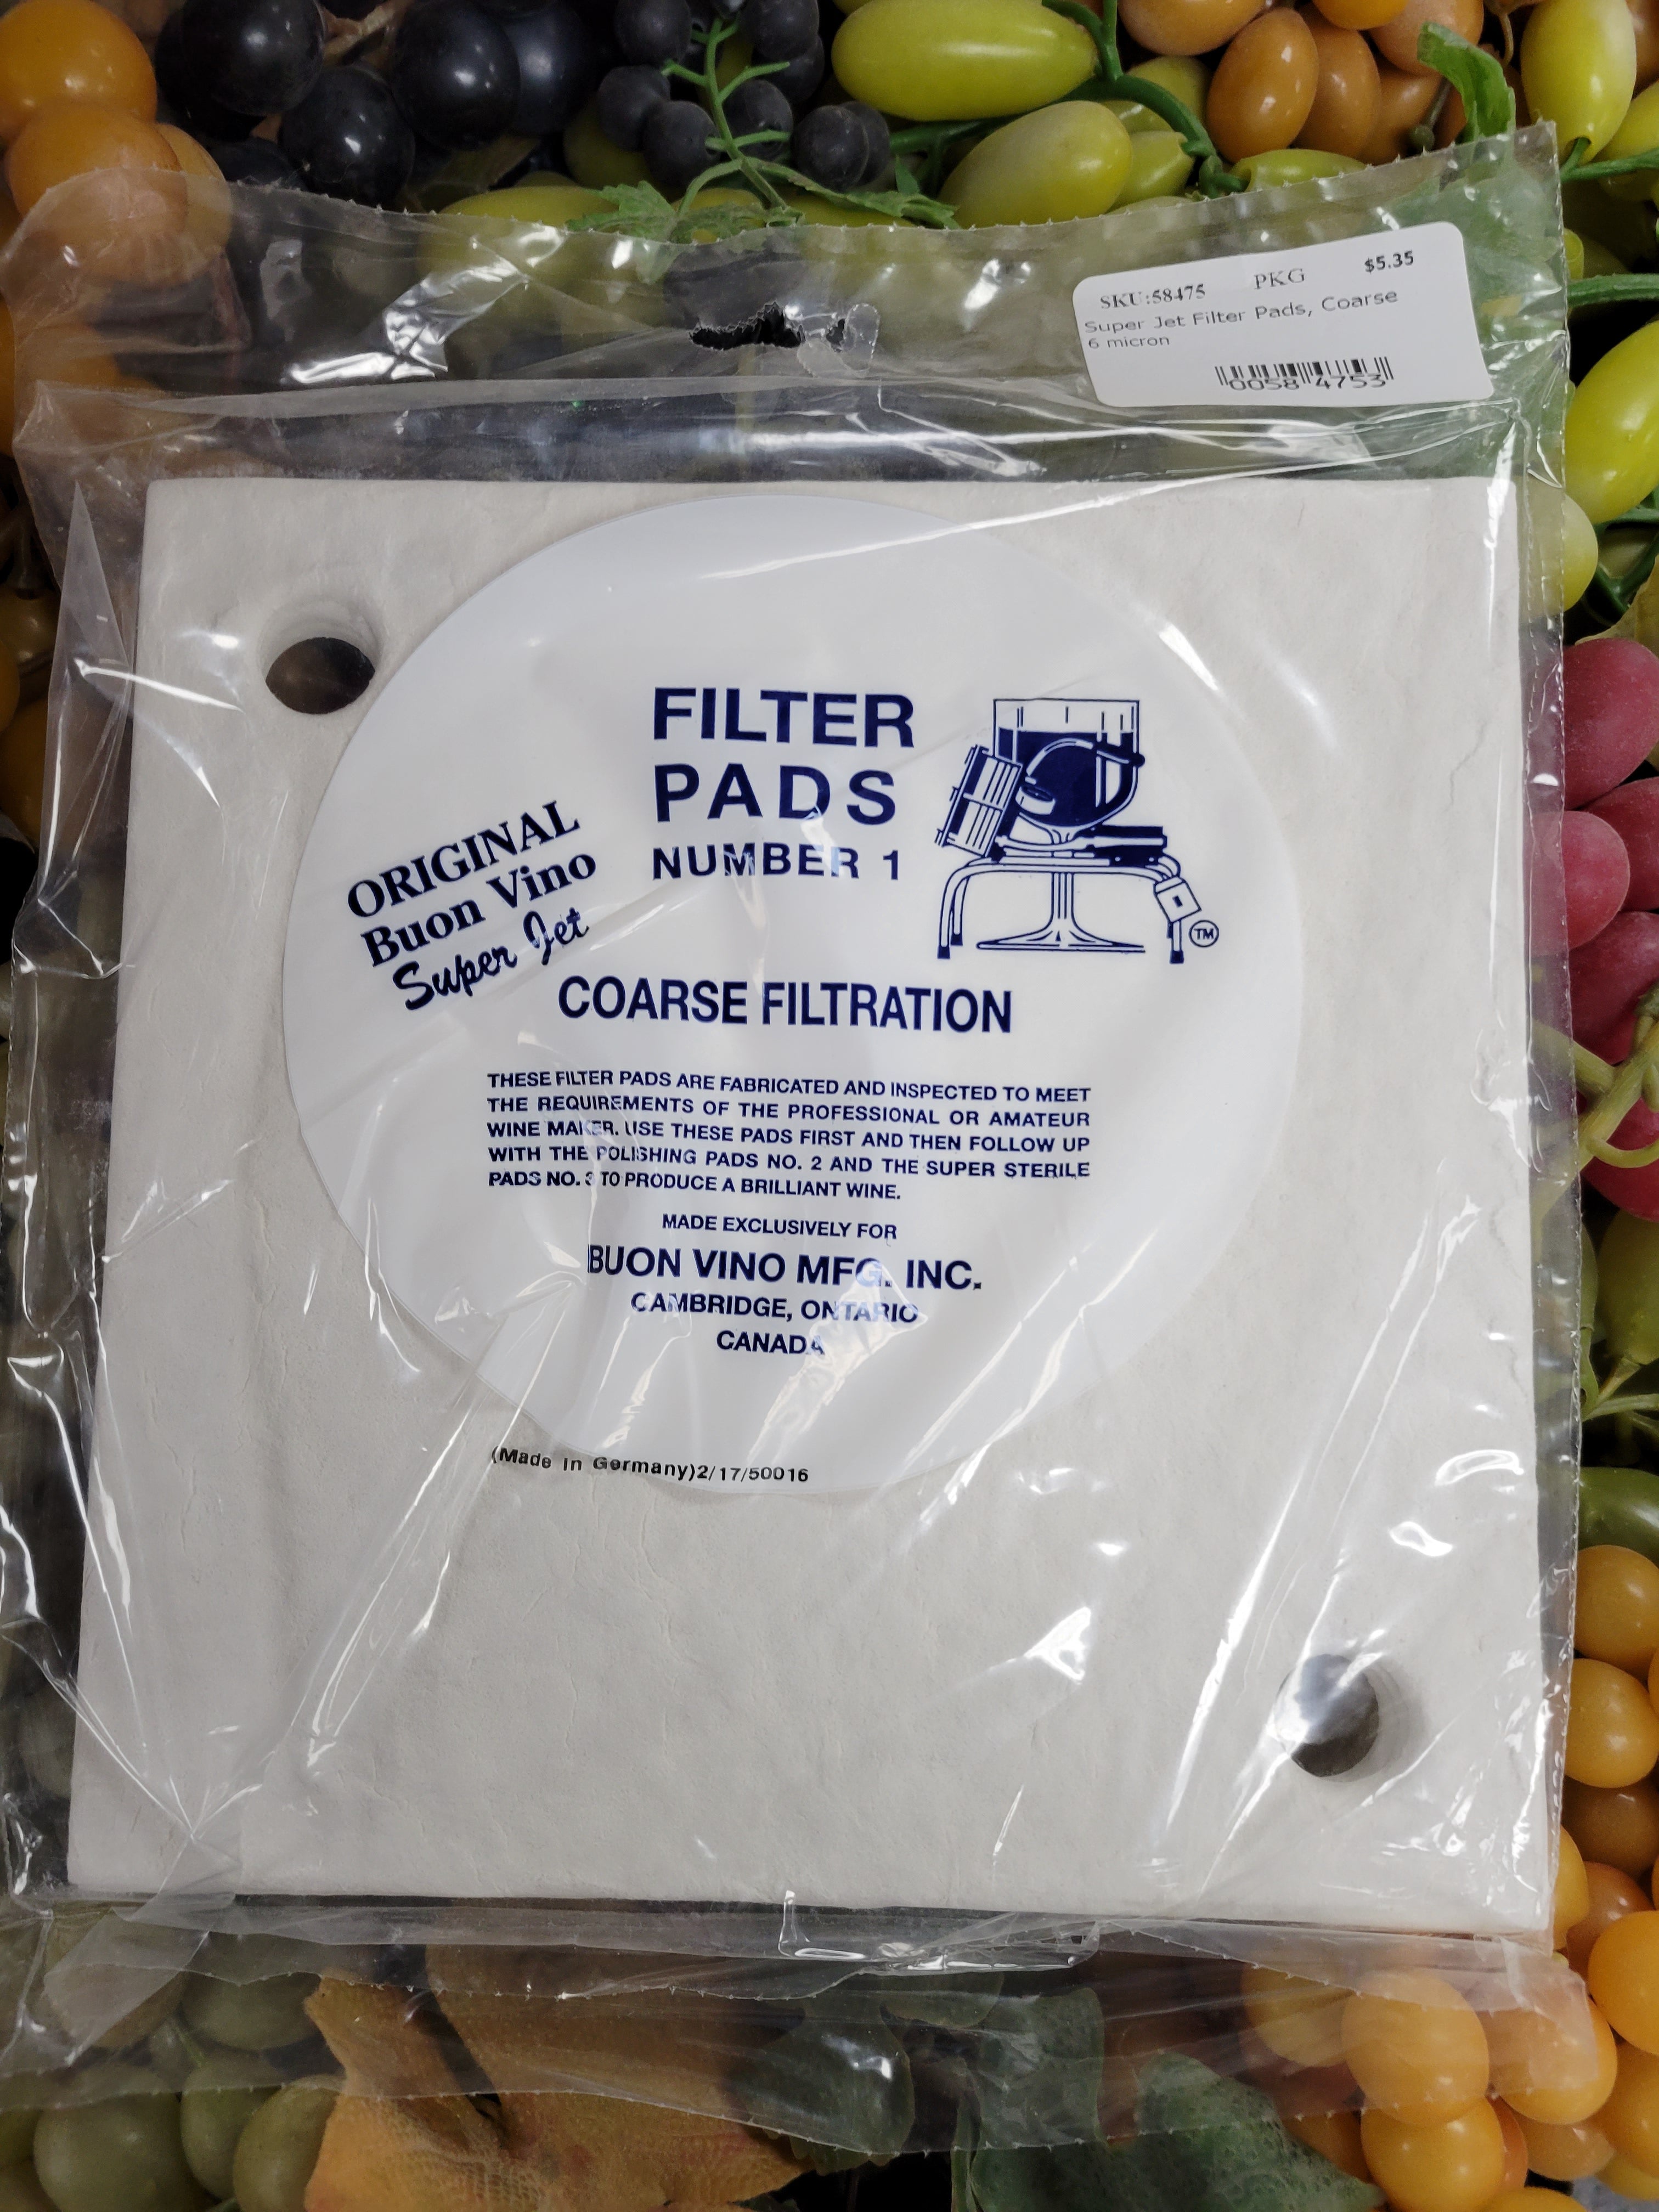 SKU:58475 PKG $5.35
Super Jet Filter Pads, Coarse
6 micron
0058 4753
FILTER
PADS
NUMBER 1
ORIGINAL
Buon Vino
Super Jet
TM
COARSE FILTRATION
THESE FILTER PADS ARE FABRICATED AND INSPECTED TO MEET
THE REQUIREMENTS OF THE PROFESSIONAL OR AMATEUR
WINE MAKER. USE THESE PADS FIRST AND THEN FOLLOW UP
WITH THE POLISHING PADS NO. 2 AND THE SUPER STERILE
PADS NO. 3 TO PRODUCE A BRILLIANT WINE.
MADE EXCLUSIVELY FOR
BUON VINO MFG. INC.
CAMBRIDGE, ONTARIO
CANADA
(Made in Germany)2/17/50016